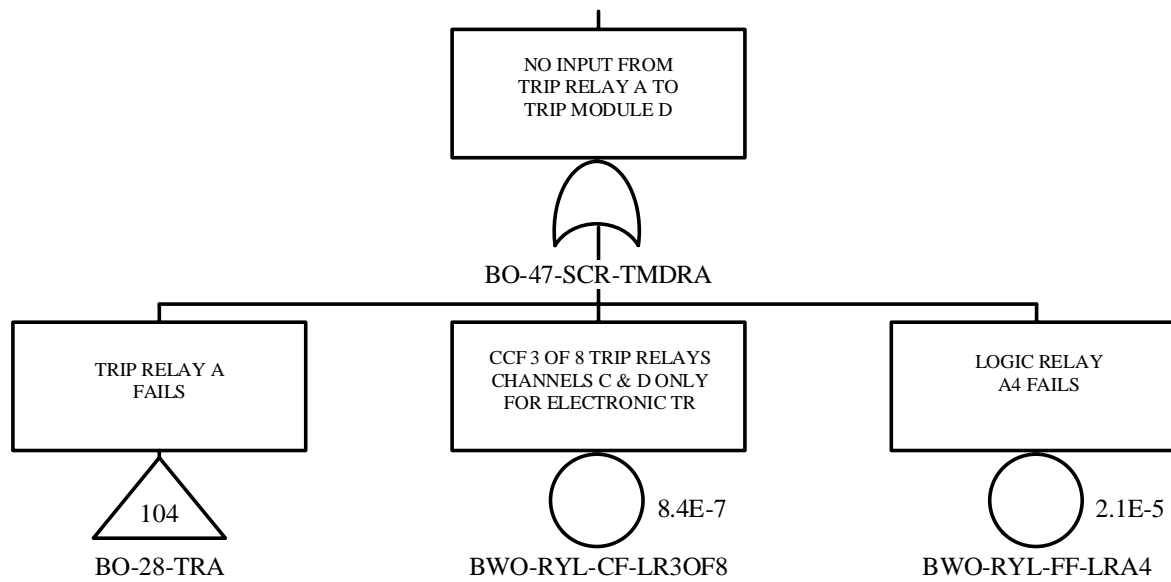 NO INPUT FROM
TRIP RELAY A TO
TRIP MODULE D
BO-47-SCR-TMDRA
TRIP RELAY A
FAILS
CCF 3 OF 8 TRIP RELAYS
CHANNELS C & D ONLY
FOR ELECTRONIC TR
LOGIC RELAY
A4 FAILS
104
8.4E-7
2.1E-5
BO-28-TRA
BWO-RYL-CF-LR3OF8
BWO-RYL-FF-LRA4